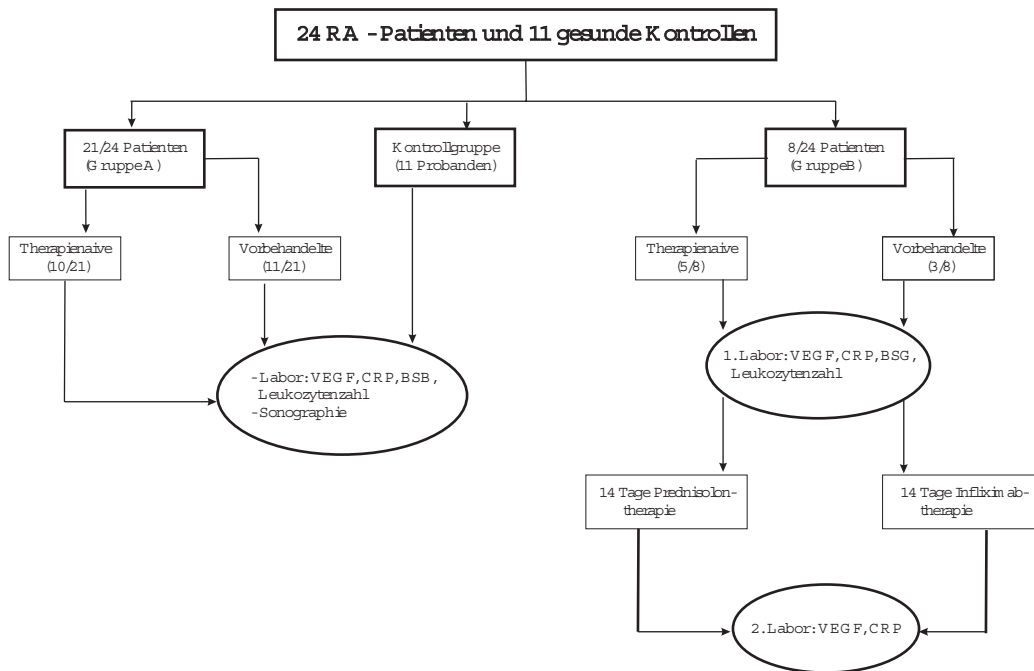 24 RA - Patienten und 11 gesunde Kontrollen
21/24 Patienten
(Gruppe A)
Kontrollgruppe
(11 Probanden)
8/24 Patienten
(Gruppe B)
Therapienaive
(10/21)
Vorbehandelte
(11/21)
Therapienaive
(5/8)
Vorbehandelte
(3/8)
-Labor: VEGF, CRP, BSB,
Leukozytenzahl
-Sonographie
1. Labor: VEGF, CRP, BSG,
Leukozytenzahl
14 Tage Prednisolon-
therapie
14 Tage Infliximab-
therapie
2. Labor: VEGF, CRP